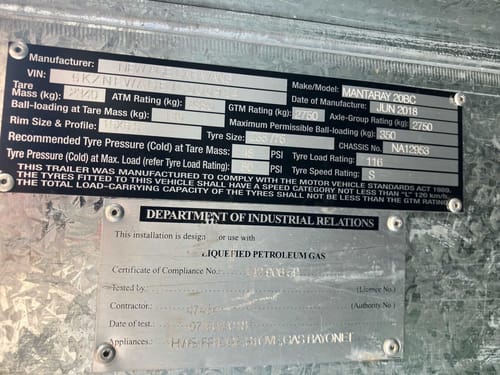 Manufacturer:
VIN: Make/Model: MANTARAY 20BC
Tare Mass (kg): 2340 ATM Rating (kg): Date of Manufacture: JUN 2018
Ball-loading at Tare Mass (kg): GTM Rating (kg): 2750 Axle-Group Rating (kg): 2750
Rim Size & Profile: Maximum Permissible Ball-loading (kg): 350
Tyre Size: CHASSIS No: NA12953
Recommended Tyre Pressure (Cold) at Tare PSI Tyre Load Rating: 116
Tyre Pressure (Cold) at Max. Load (refer Tyre Load Rating): PSI Tyre Speed Rating: S
THIS TRAILER WAS MANUFACTURED TO COMPLY WITH THE MOTOR VEHICLE STANDARDS ACT 1989.
THE TYRES FITTED TO THIS VEHICLE SHALL HAVE A SPEED CATEGORY NOT LESS THAN "L" 120 km/h.
THE TOTAL LOAD-CARRYING CAPACITY OF THE TYRES SHALL NOT BE LESS THAN THE GTM RATING
DEPARTMENT OF INDUSTRIAL RELATIONS
This installation is design or use with
LIQUEFIED PETROLEUM GAS
Certificate of Compliance No.
Tested by (Licence No.)
Contractor: (Authority No.)
Date of test:
Appliances: STOVE, GAS BAYONET